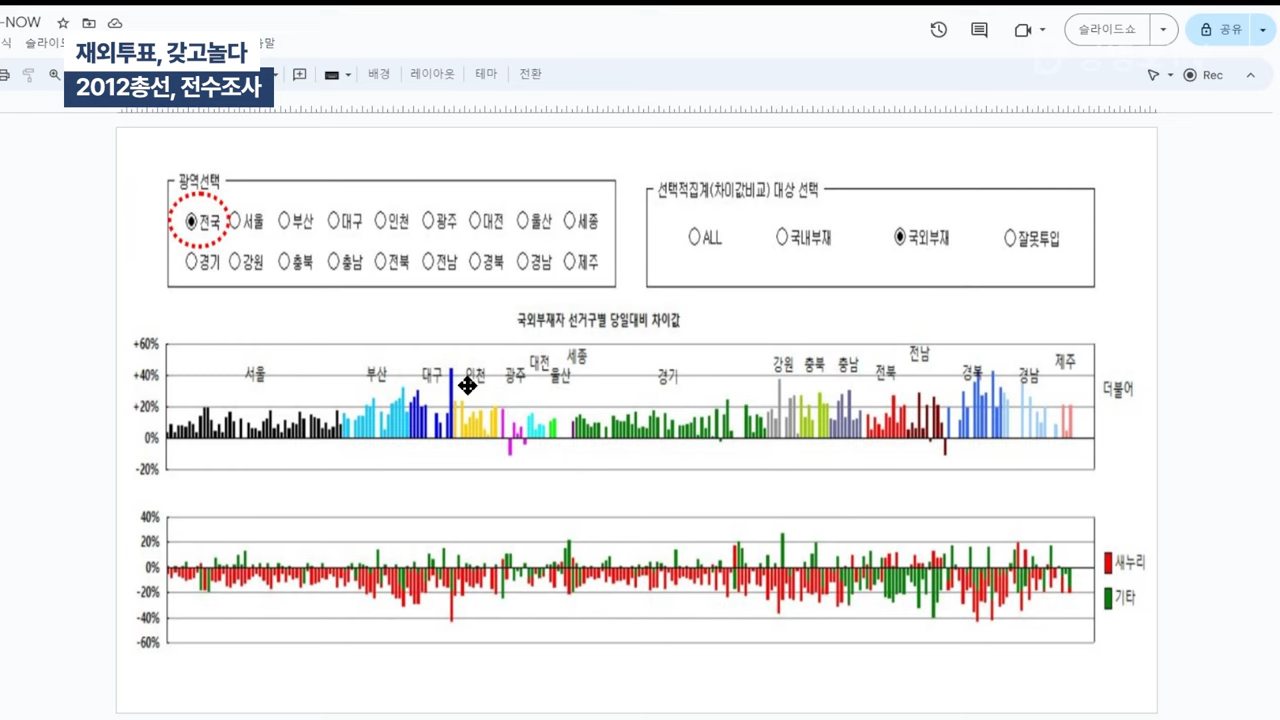 -NOW
식
슬라이드
재외투표, 갖고놀다
2012총선, 전수조사
슬라이드쇼
공유
배경
레이아웃
테마
전환
Rec
광역선택
전국 서울 부산 대구 인천 광주 대전 울산 세종
경기 강원 충북 충남 전북 전남 경북 경남 제주
선택적집계(차이값비교) 대상 선택
ALL 국내부재 국외부재 잘못투입
국외부재자 선거구별 당일대비 차이값
+60%
+40%
+20%
0%
-20%
서울 부산 대구 인천 광주 대전 울산 세종 경기 강원 충북 충남 전북 전남 경북 경남 제주
더불어
40%
20%
0%
-20%
-40%
-60%
새누리
기타